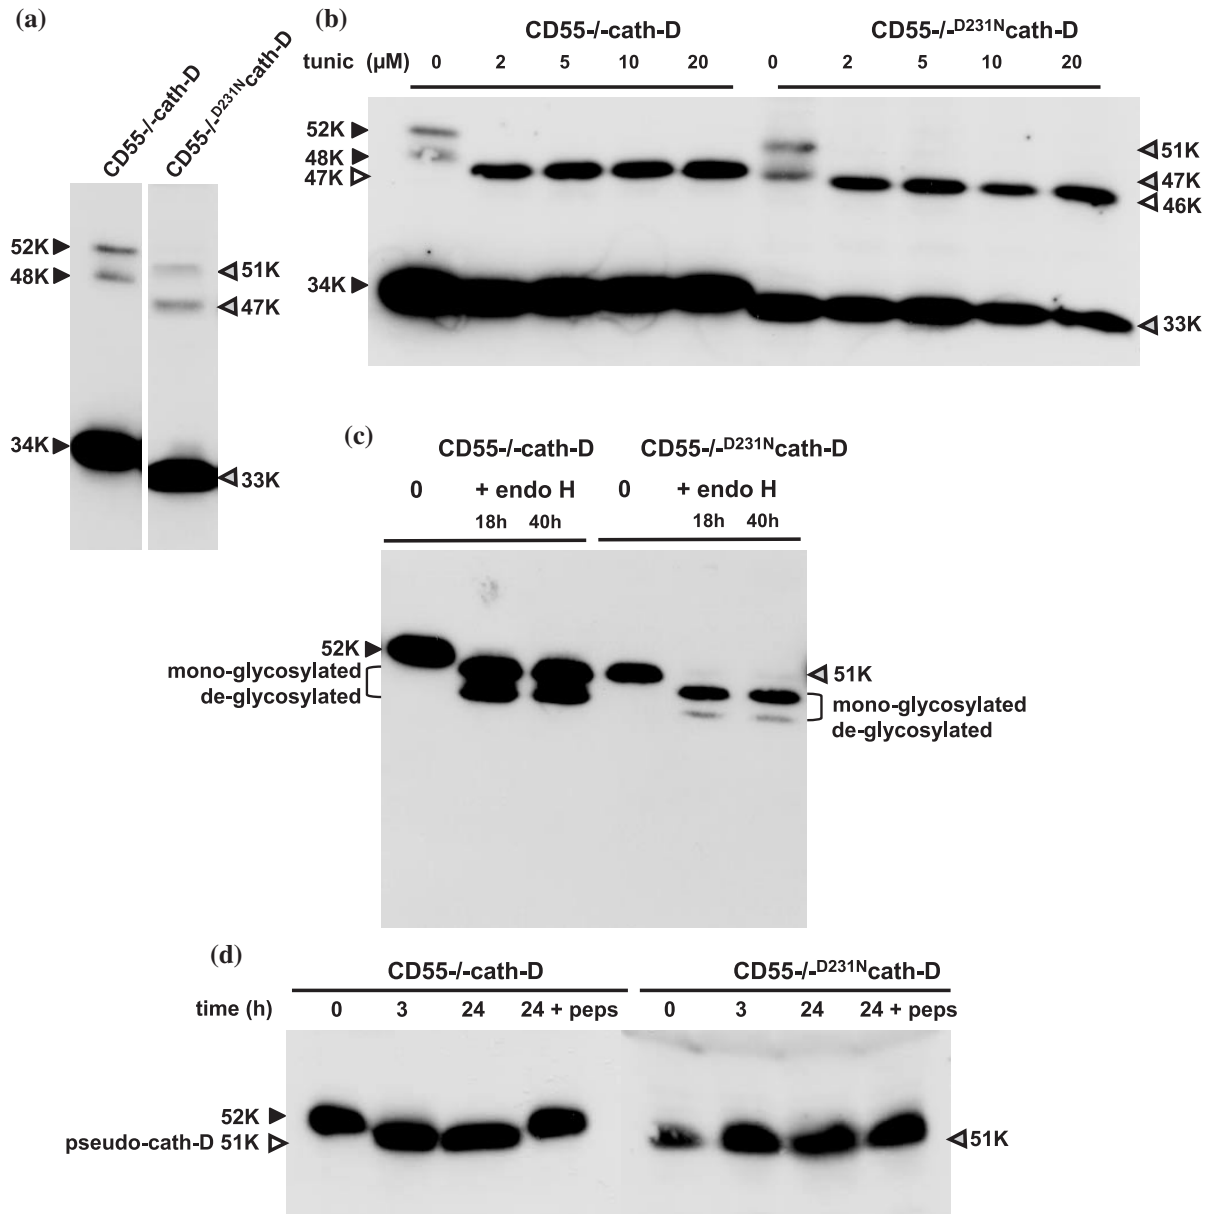 (a)
CD55-/-cath-D
CD55-/-D231Ncath-D
52K
48K
34K
51K
47K
33K
(b)
CD55-/-cath-D CD55-/-D231Ncath-D
tunic (µM) 0 2 5 10 20 0 2 5 10 20
52K
48K
47K
34K
51K
47K
46K
33K
(c)
CD55-/-cath-D CD55-/-D231Ncath-D
0 + endo H 0 + endo H
18h 40h 18h 40h
52K
mono-glycosylated
de-glycosylated
51K
mono-glycosylated
de-glycosylated
(d)
CD55-/-cath-D CD55-/-D231Ncath-D
time (h) 0 3 24 24 + peps 0 3 24 24 + peps
52K
pseudo-cath-D 51K
51K